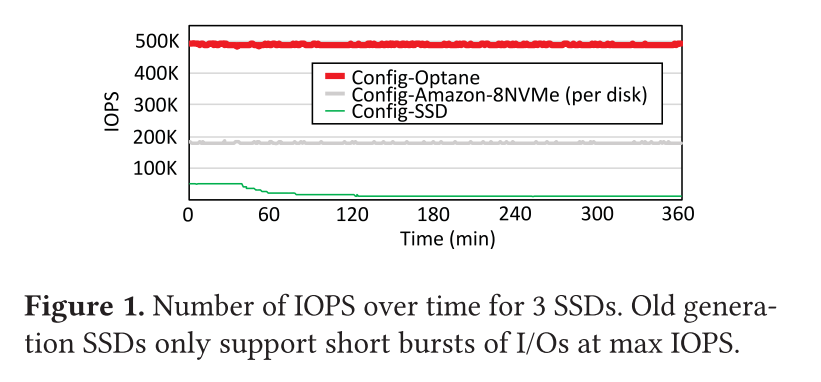 500K
400K
300K
200K
100K
IOPS
Config-Optane
Config-Amazon-8NVMe (per disk)
Config-SSD
0 60 120 180 240 300 360
Time (min)
Figure 1. Number of IOPS over time for 3 SSDs. Old genera-
tion SSDs only support short bursts of I/Os at max IOPS.